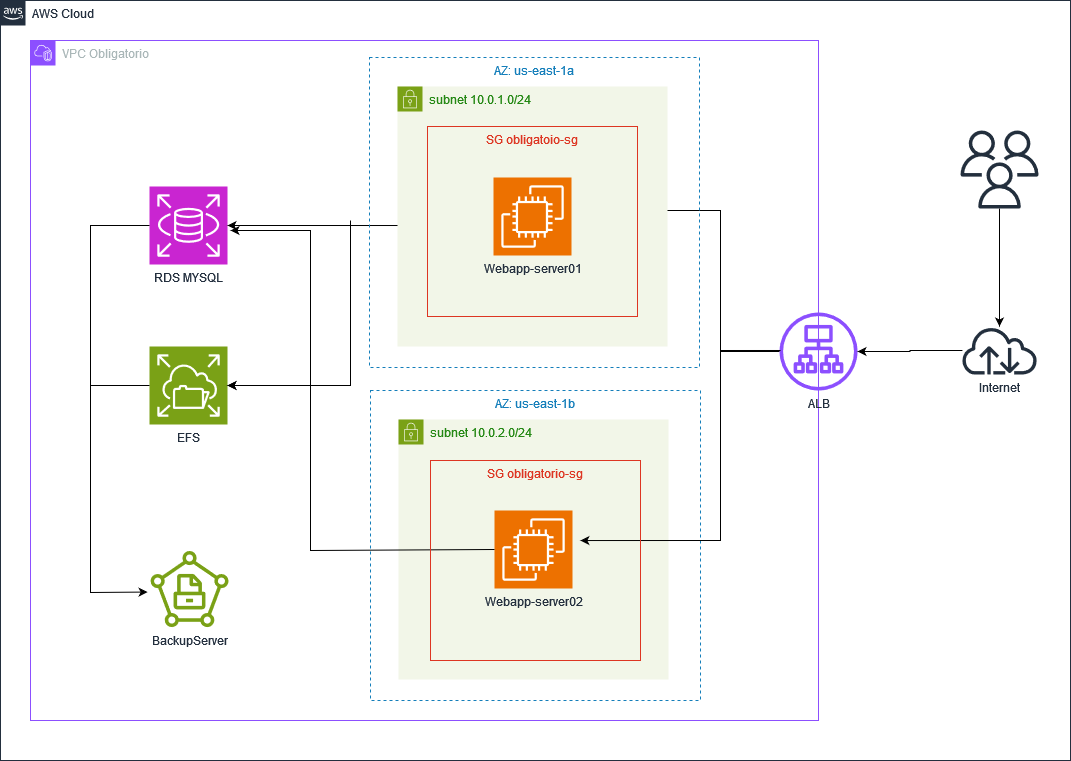 aws
AWS Cloud
VPC Obligatorio
AZ: us-east-1a
subnet 10.0.1.0/24
SG obligatoio-sg
Webapp-server01
RDS MYSQL
EFS
BackupServer
AZ: us-east-1b
subnet 10.0.2.0/24
SG obligatorio-sg
Webapp-server02
ALB
Internet